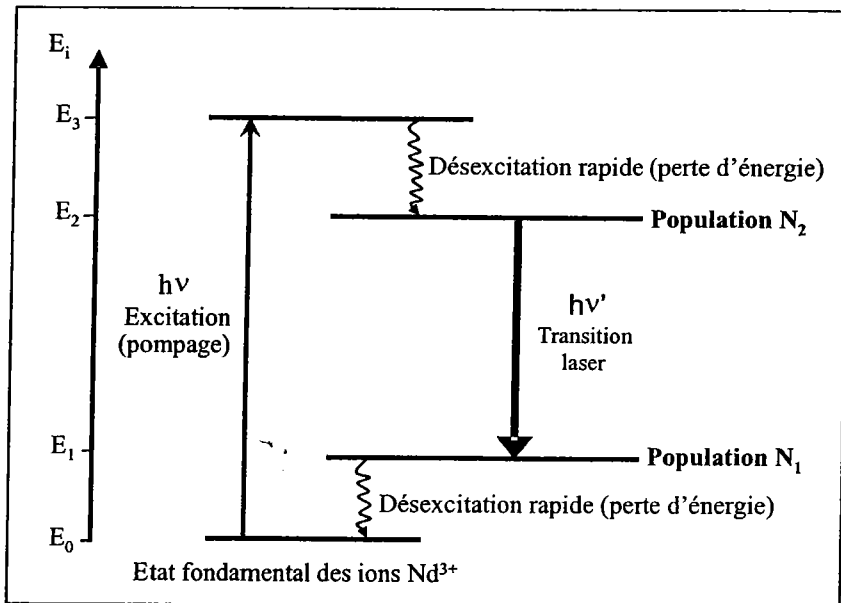 E_i
E_3
Désexcitation rapide (perte d'énergie)
E_2
Population N_2
hν
Excitation
(pompage)
hν'
Transition
laser
E_1
Population N_1
Désexcitation rapide (perte d'énergie)
E_0
Etat fondamental des ions Nd³⁺